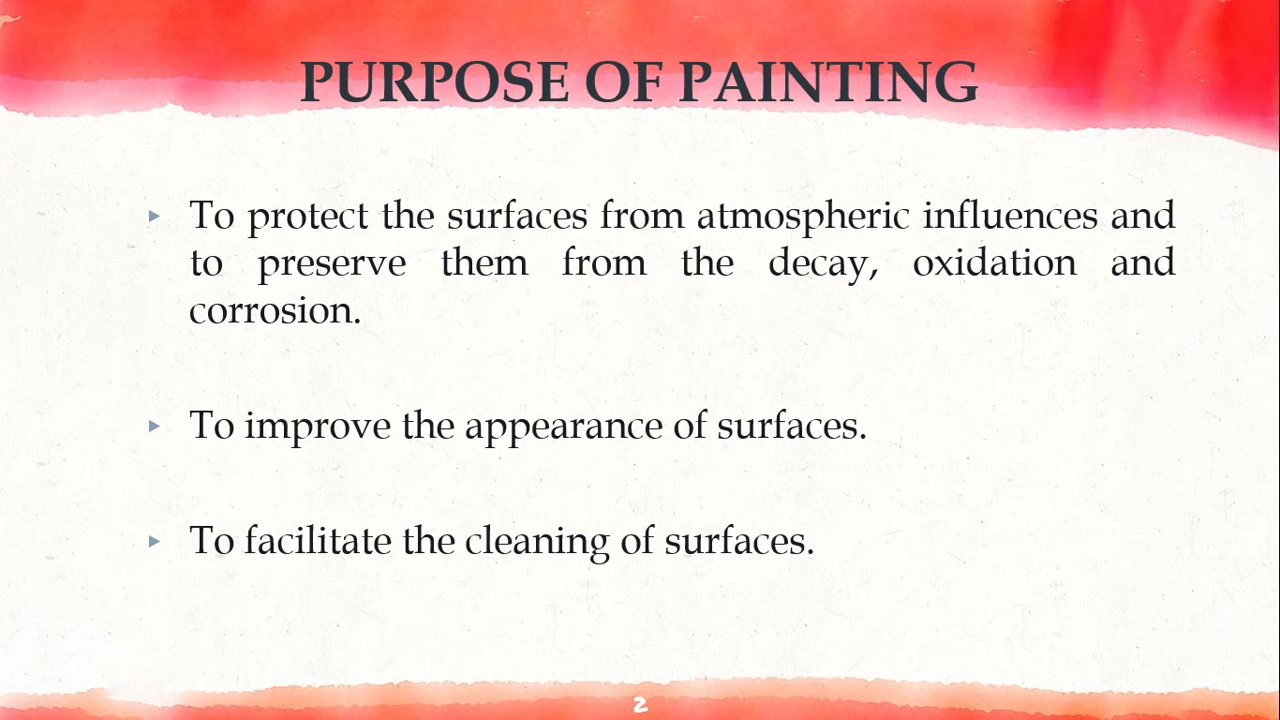 PURPOSE OF PAINTING
To protect the surfaces from atmospheric influences and
to preserve them from the decay, oxidation and
corrosion.
To improve the appearance of surfaces.
To facilitate the cleaning of surfaces.
2